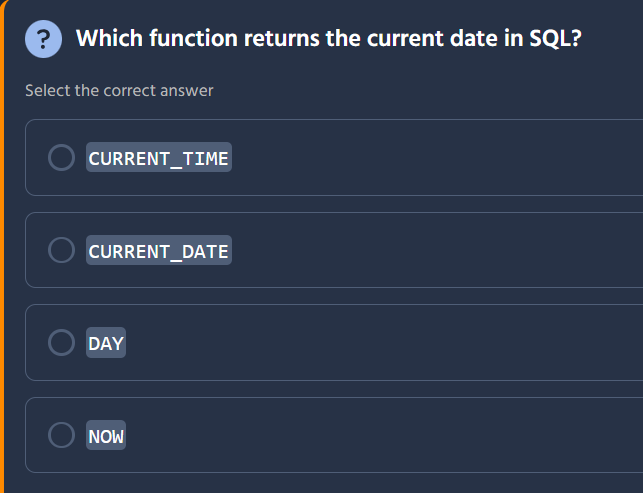 ?
Which function returns the current date in SQL?
Select the correct answer
CURRENT_TIME
CURRENT_DATE
DAY
NOW